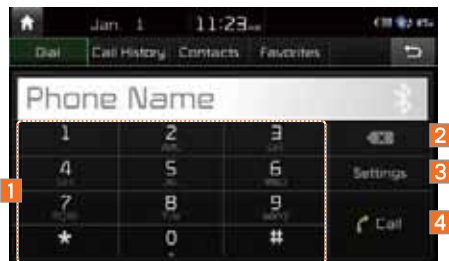 Jan. 1 11:23
Dial Call History Contacts Favorites
Phone Name
1 2 3 2
4 5 6 Settings 3
1
7 8 9 Call 4
* 0 #
+